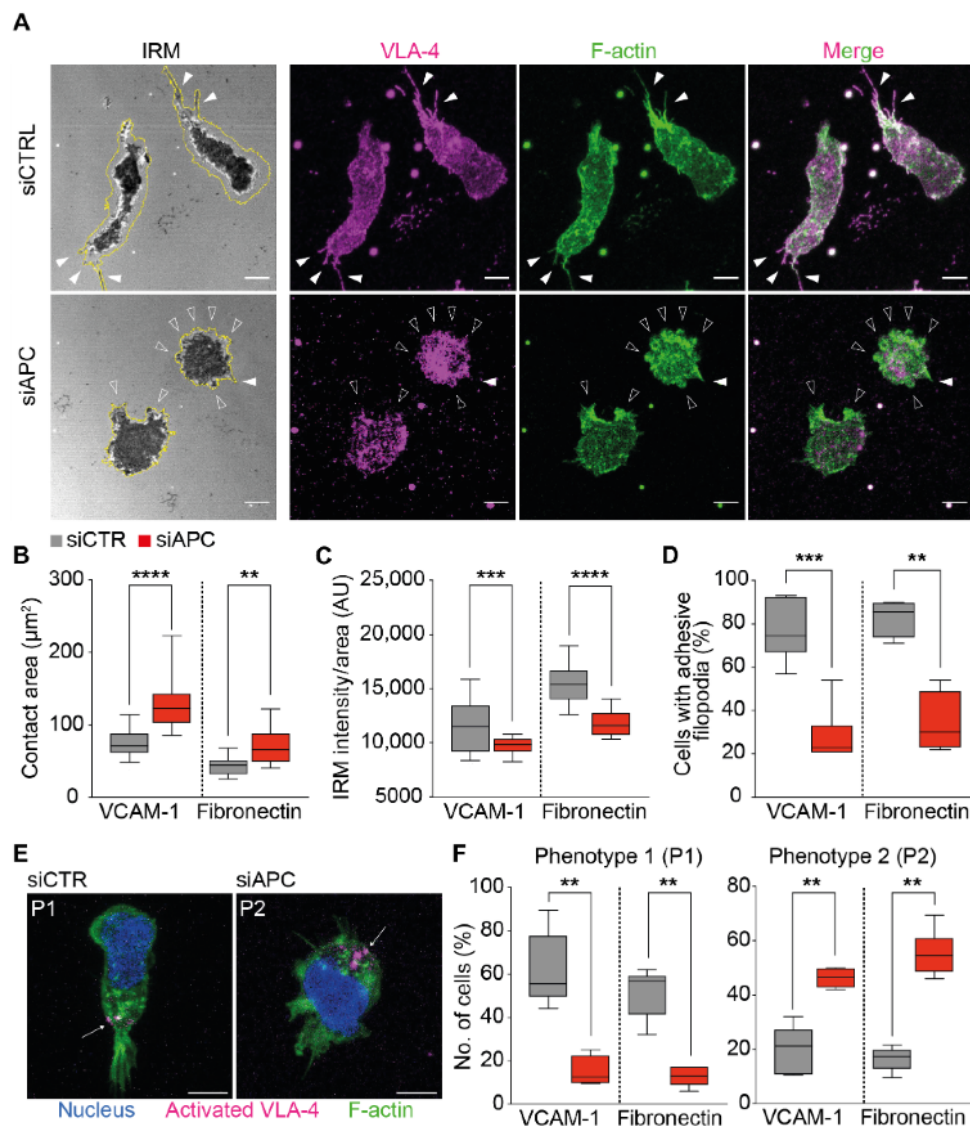 A
IRM VLA-4 F-actin Merge
siCTRL
siAPC
siCTR siAPC
B
****
**
Contact area (µm²)
300
200
100
0
VCAM-1 Fibronectin
C
***
****
IRM intensity/area (AU)
25,000
20,000
15,000
10,000
5000
VCAM-1 Fibronectin
D
***
**
Cells with adhesive
filopodia (%)
100
80
60
40
20
0
VCAM-1 Fibronectin
E
siCTR siAPC
P1 P2
Nucleus Activated VLA-4 F-actin
F
Phenotype 1 (P1)
**
**
No. of cells (%)
100
80
60
40
20
0
VCAM-1 Fibronectin
Phenotype 2 (P2)
**
**
80
60
40
20
0
VCAM-1 Fibronectin